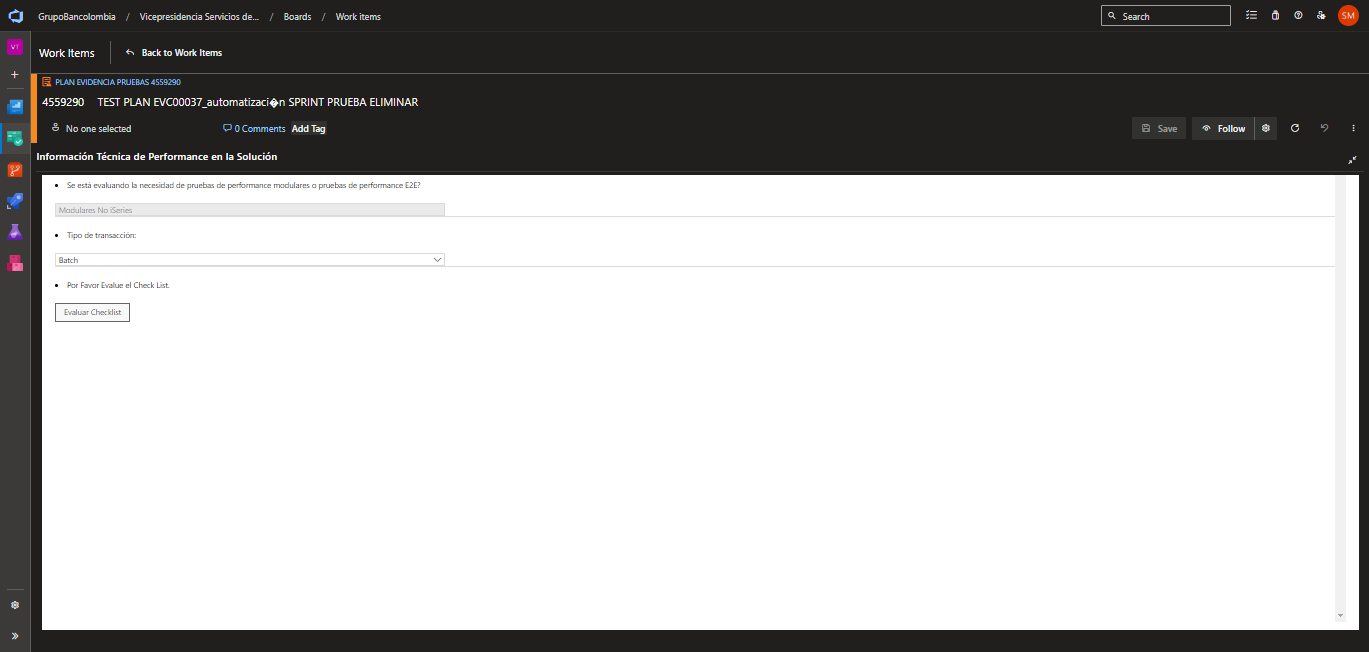 GrupoBancolombia / Vicepresidencia Servicios de... / Boards / Work items
Search
SM
VT
Work Items
Back to Work Items
PLAN EVIDENCIA PRUEBAS 4559290
4559290 TEST PLAN EVC00037_automatizaci�n SPRINT PRUEBA ELIMINAR
No one selected
0 Comments
Add Tag
Save
Follow
Información Técnica de Performance en la Solución
• Se está evaluando la necesidad de pruebas de performance modulares o pruebas de performance E2E?
Modulares No iSeries
• Tipo de transacción:
Batch
• Por Favor Evalue el Check List.
Evaluar Checklist